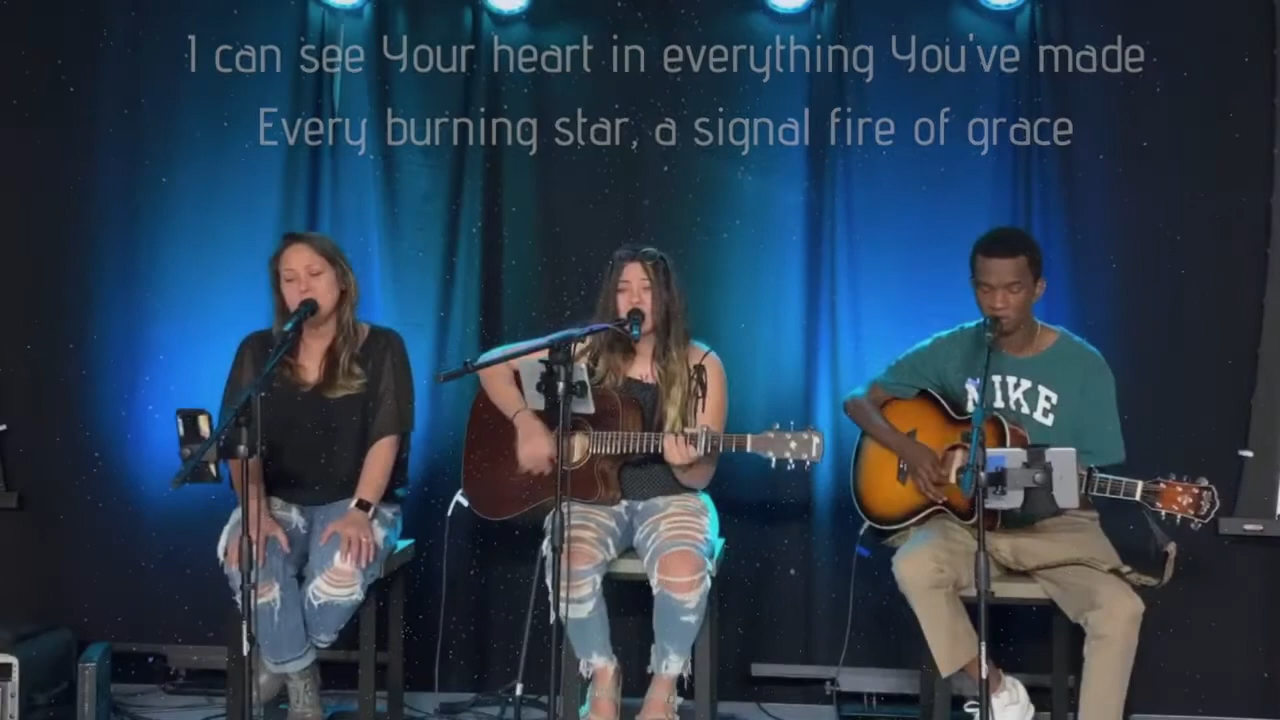 I can see Your heart in everything You've made
Every burning star, a signal fire of grace
NIKE